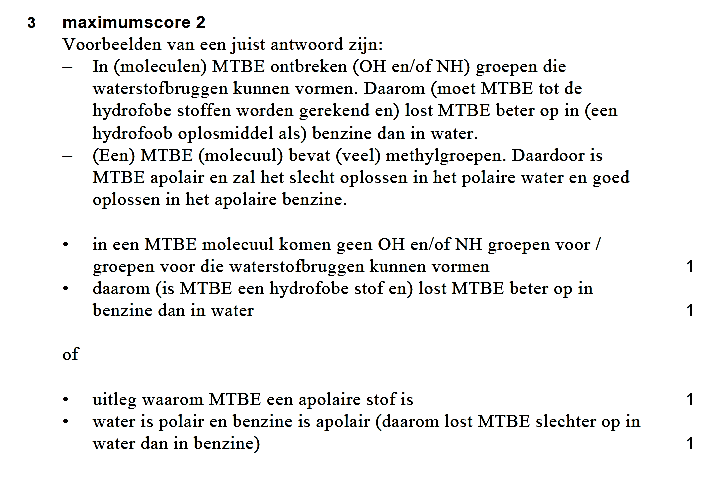 3 maximumscore 2
Voorbeelden van een juist antwoord zijn:
– In (moleculen) MTBE ontbreken (OH en/of NH) groepen die
waterstofbruggen kunnen vormen. Daarom (moet MTBE tot de
hydrofobe stoffen worden gerekend en) lost MTBE beter op in (een
hydrofoob oplosmiddel als) benzine dan in water.
– (Een) MTBE (molecuul) bevat (veel) methylgroepen. Daardoor is
MTBE apolair en zal het slecht oplossen in het polaire water en goed
oplossen in het apolaire benzine.
• in een MTBE molecuul komen geen OH en/of NH groepen voor /
groepen voor die waterstofbruggen kunnen vormen 1
• daarom (is MTBE een hydrofobe stof en) lost MTBE beter op in
benzine dan in water 1
of
• uitleg waarom MTBE een apolaire stof is 1
• water is polair en benzine is apolair (daarom lost MTBE slechter op in
water dan in benzine) 1